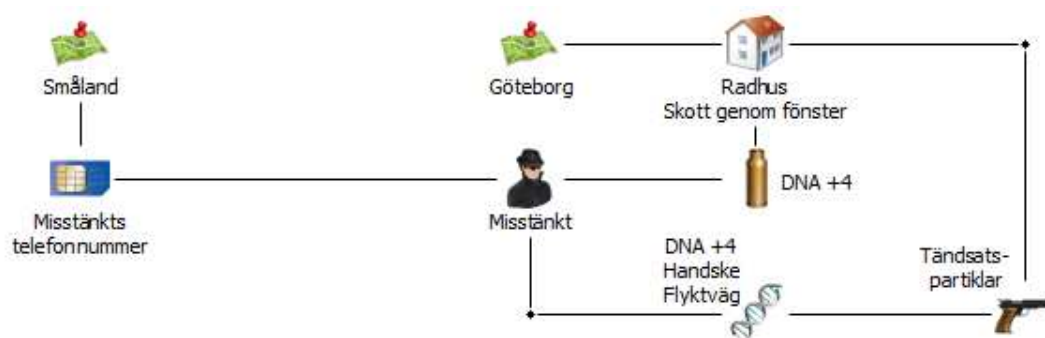 Småland
Göteborg
Radhus
Skott genom fönster
DNA +4
Misstänkts
telefonnummer
Misstänkt
DNA +4
Handske
Flyktväg
Tändsats-
partiklar